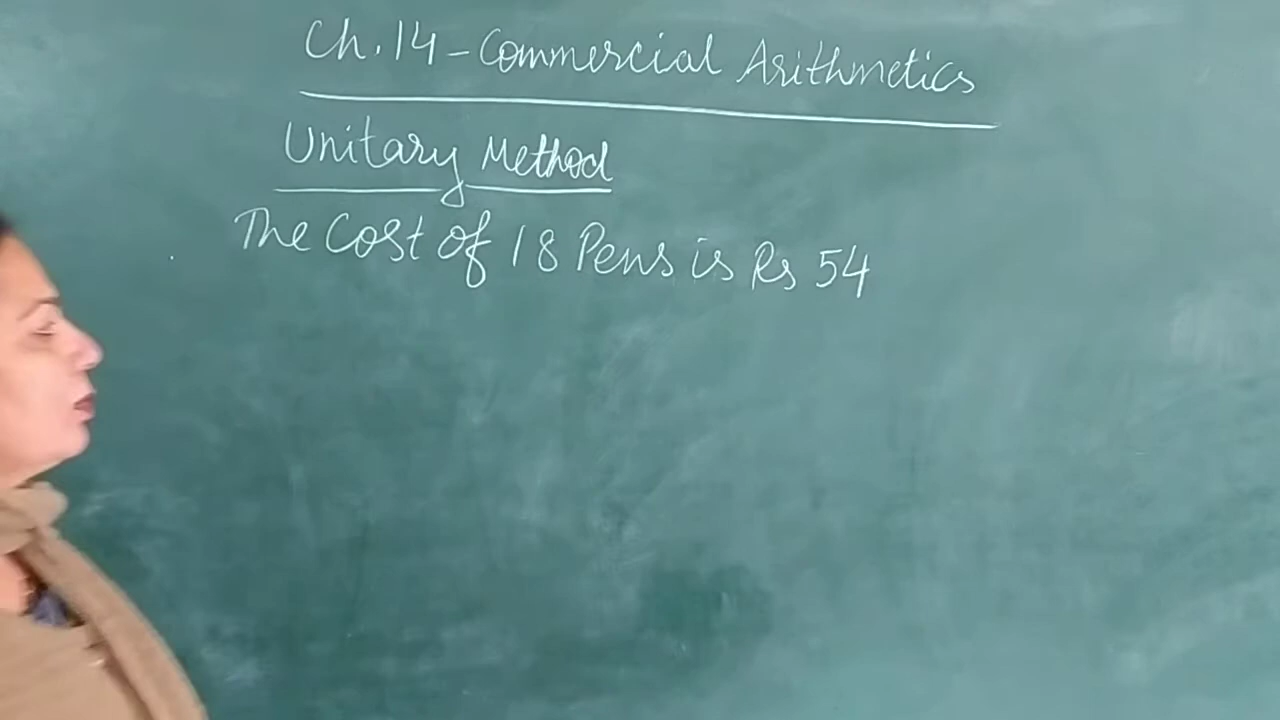 Ch.14-Commercial Arithmetics
Unitary Method
The Cost of 18 Pens is Rs 54